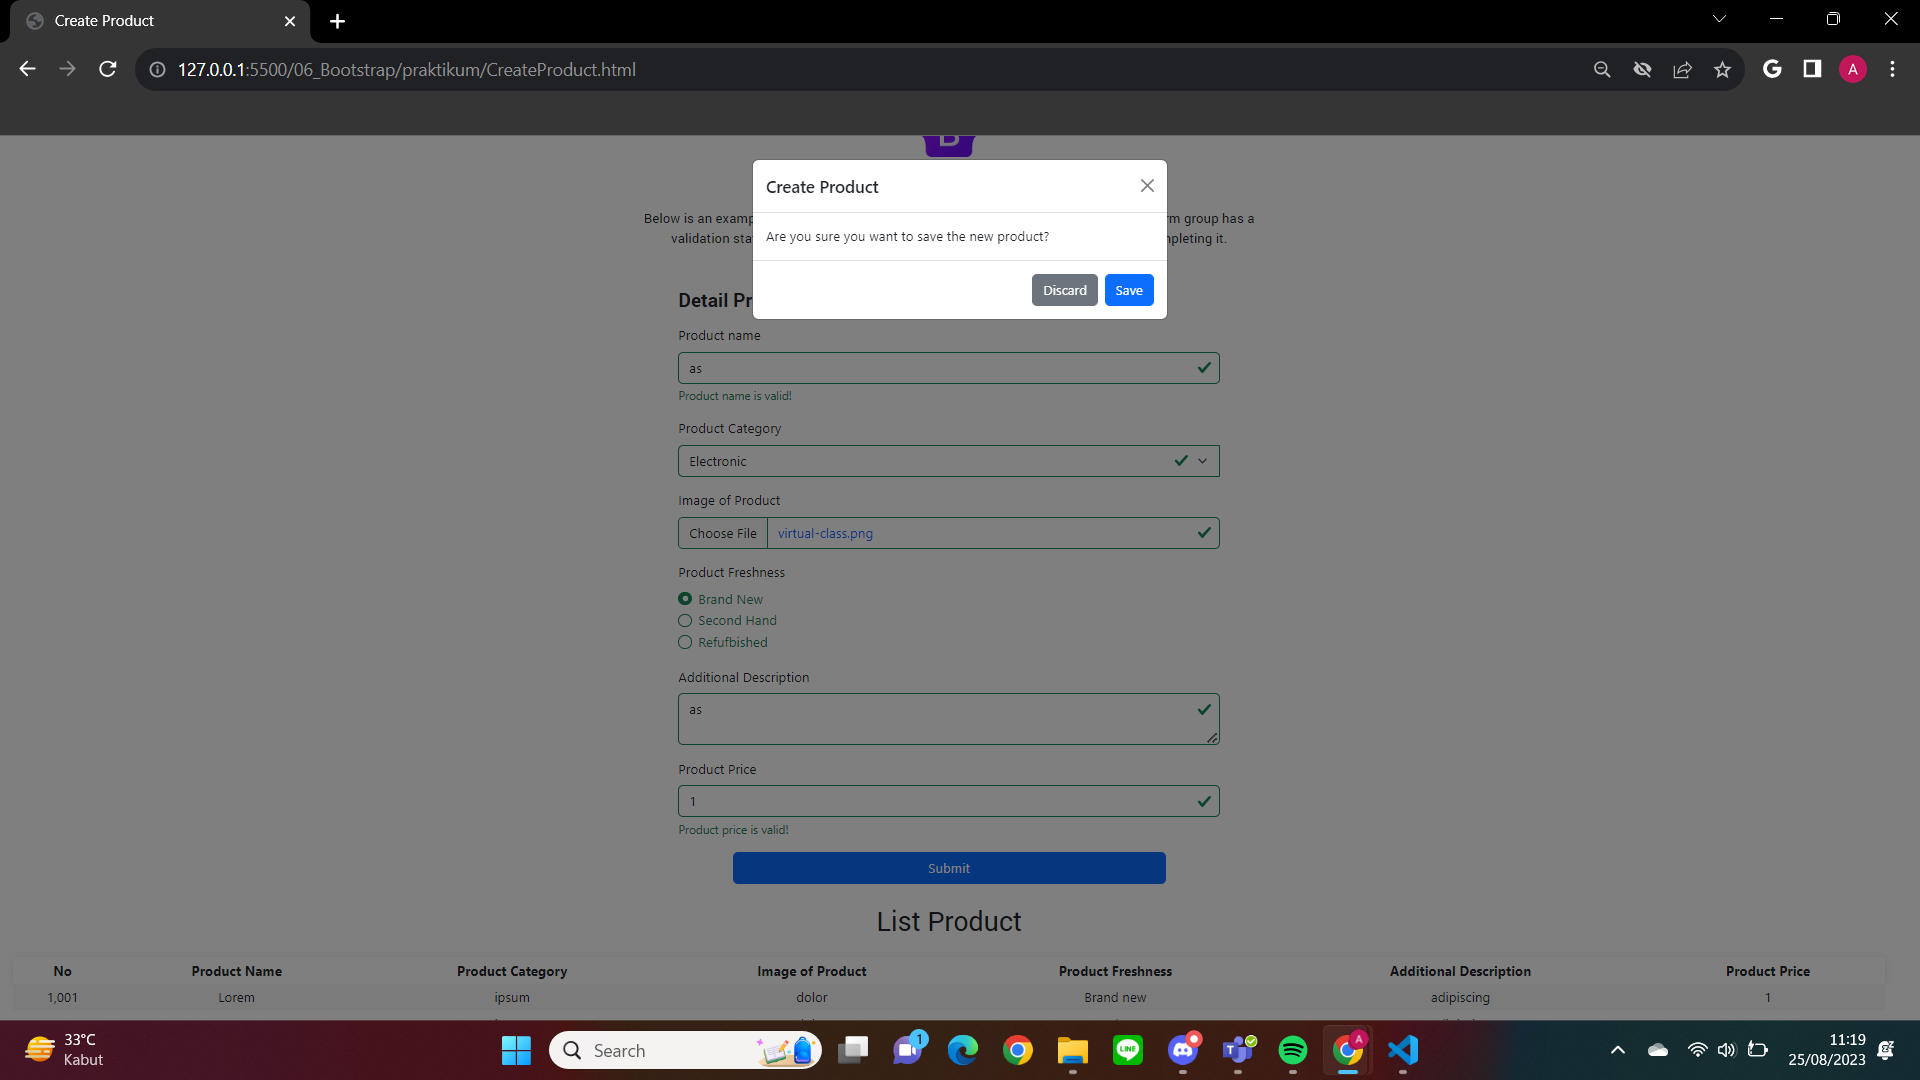 Create Product
127.0.0.1:5500/06_Bootstrap/praktikum/CreateProduct.html
A
B
Create Product
Are you sure you want to save the new product?
Discard
Save
Below is an examp
rm group has a
validation sta
npleting it.
Detail Pr
Product name
as
Product name is valid!
Product Category
Electronic
Image of Product
Choose File
virtual-class.png
Product Freshness
Brand New
Second Hand
Refufbished
Additional Description
as
Product Price
1
Product price is valid!
Submit
List Product
No Product Name Product Category Image of Product Product Freshness Additional Description Product Price
1,001 Lorem ipsum dolor Brand new adipiscing 1
33°C
Kabut
Search
1
LINE
A
11:19
25/08/2023